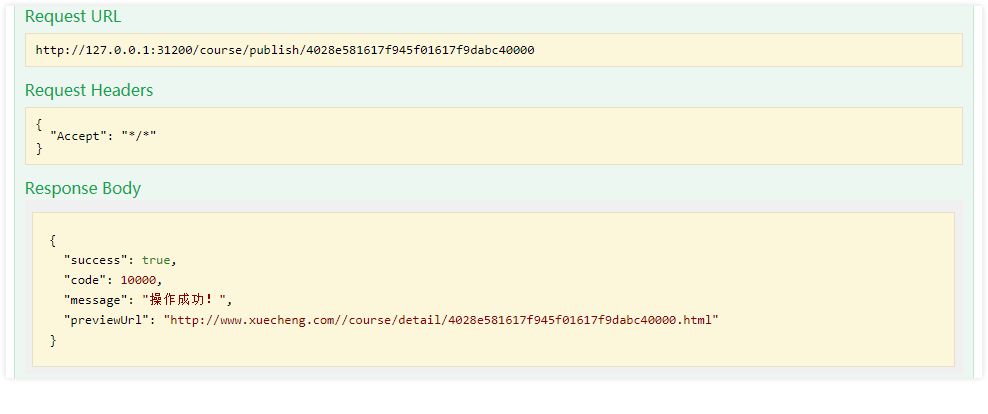 Request URL
http://127.0.0.1:31200/course/publish/4028e581617f945f01617f9dabc40000
Request Headers
{
"Accept": "*/*"
}
Response Body
{
"success": true,
"code": 10000,
"message": "操作成功！",
"previewUrl": "http://www.xuecheng.com//course/detail/4028e581617f945f01617f9dabc40000.html"
}